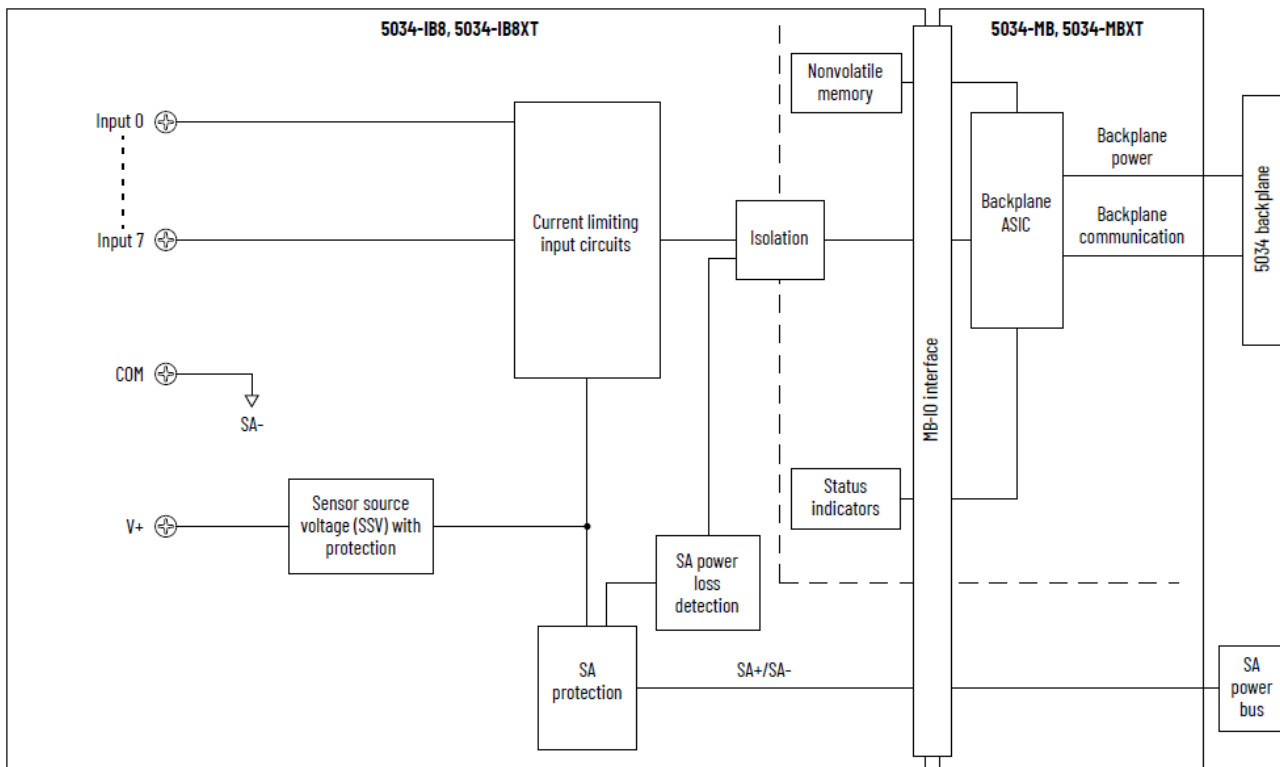 5034-IB8, 5034-IB8XT
5034-MB, 5034-MBXT
Nonvolatile
memory
Input 0
Input 7
Current limiting
input circuits
Isolation
Backplane
ASIC
Backplane
power
Backplane
communication
5034 backplane
COM
SA-
MB-IO interface
V+
Sensor source
voltage (SSV) with
protection
Status
indicators
SA power
loss
detection
SA
protection
SA+/SA-
SA
power
bus